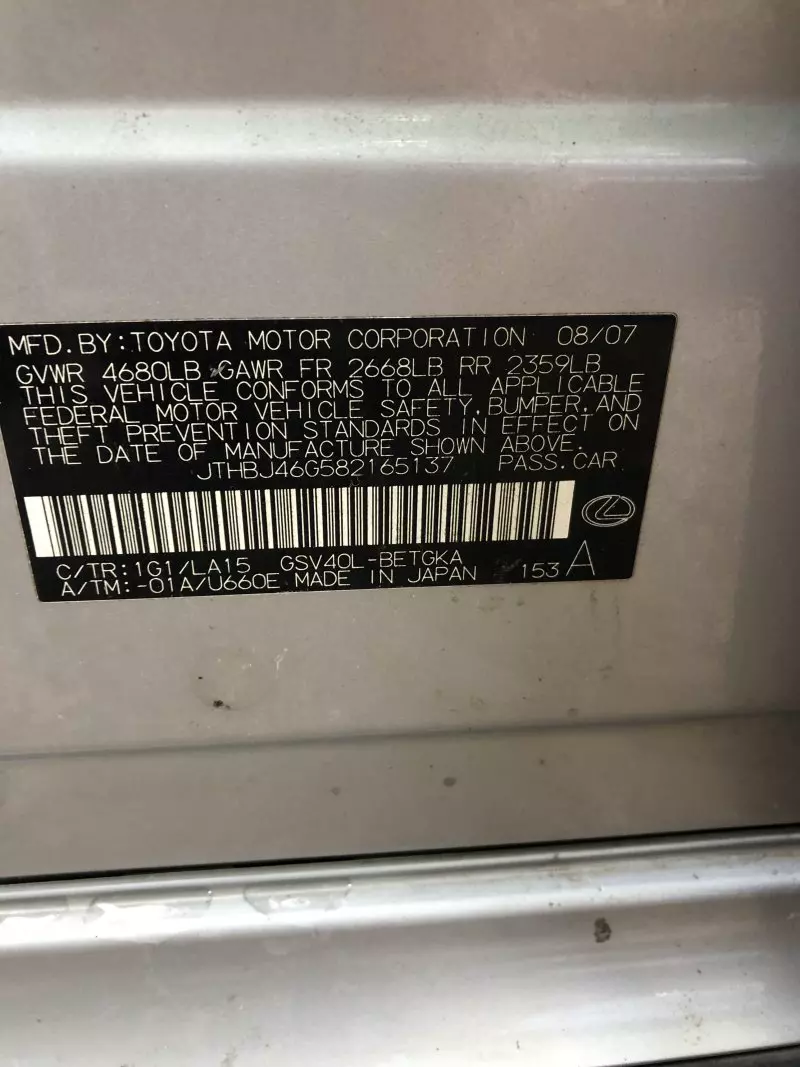 MFD.BY:TOYOTA MOTOR CORPORATION 08/07
GVWR 4680LB GAWR FR 2668LB RR 2359LB
THIS VEHICLE CONFORMS TO ALL APPLICABLE
FEDERAL MOTOR VEHICLE SAFETY,BUMPER,AND
THEFT PREVENTION STANDARDS IN EFFECT ON
THE DATE OF MANUFACTURE SHOWN ABOVE.
JTHBJ46G582165137 PASS.CAR
C/TR:1G1/LA15 GSV40L-BETGKA
A/TM:-01A/U660E MADE IN JAPAN 153 A